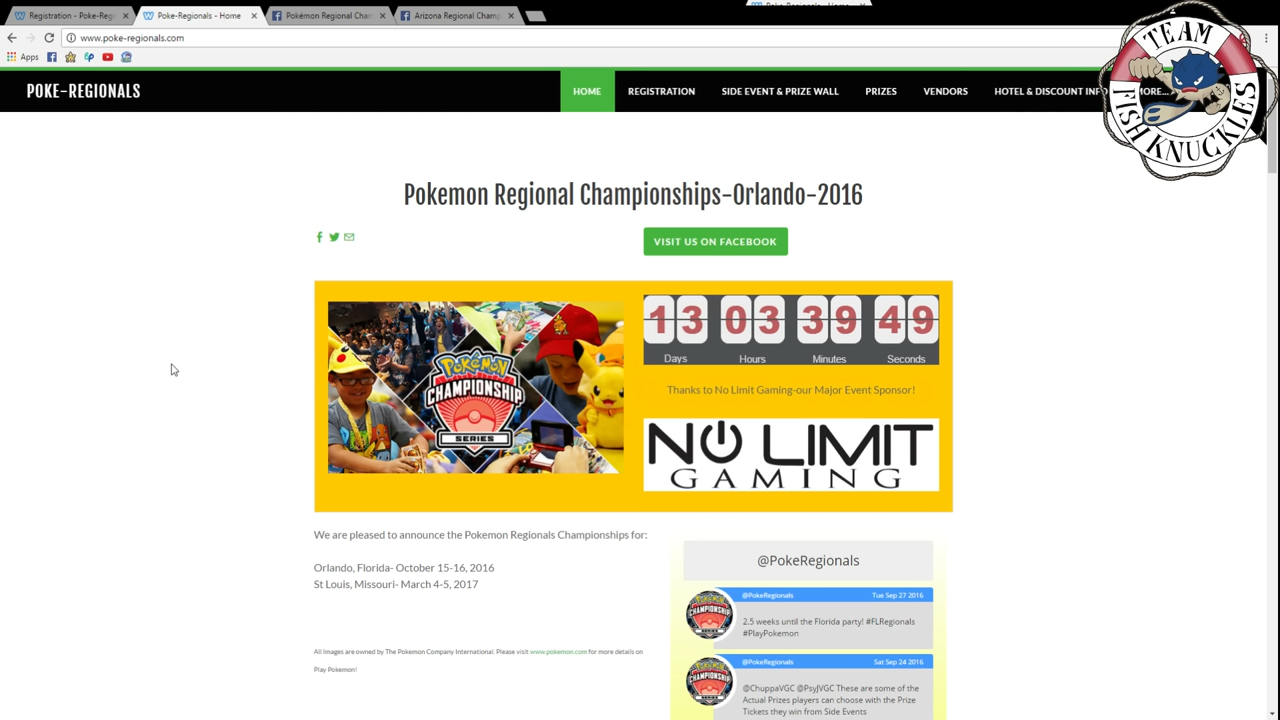 Registration - Poke-Regi
Poke-Regionals - Home
Pokémon Regional Cham
Arizona Regional Champ
www.poke-regionals.com
Apps
POKE-REGIONALS
HOME
REGISTRATION
SIDE EVENT & PRIZE WALL
PRIZES
VENDORS
HOTEL & DISCOUNT INFO
MORE...
TEAM
FISH KNUCKLES
Pokemon Regional Championships-Orlando-2016
VISIT US ON FACEBOOK
13 03 39 49
Days Hours Minutes Seconds
Thanks to No Limit Gaming-our Major Event Sponsor!
POKÉMON
CHAMPIONSHIP
SERIES
NO LIMIT
GAMING
We are pleased to announce the Pokemon Regionals Championships for:
Orlando, Florida- October 15-16, 2016
St Louis, Missouri- March 4-5, 2017
All Images are owned by The Pokemon Company International. Please visit www.pokemon.com for more details on
Play Pokemon!
@PokeRegionals
@PokeRegionals Tue Sep 27 2016
2.5 weeks until the Florida party! #FLRegionals
#PlayPokemon
@PokeRegionals Sat Sep 24 2016
@ChuppaVGC @PsyJVGC These are some of the
Actual Prizes players can choose with the Prize
Tickets they win from Side Events